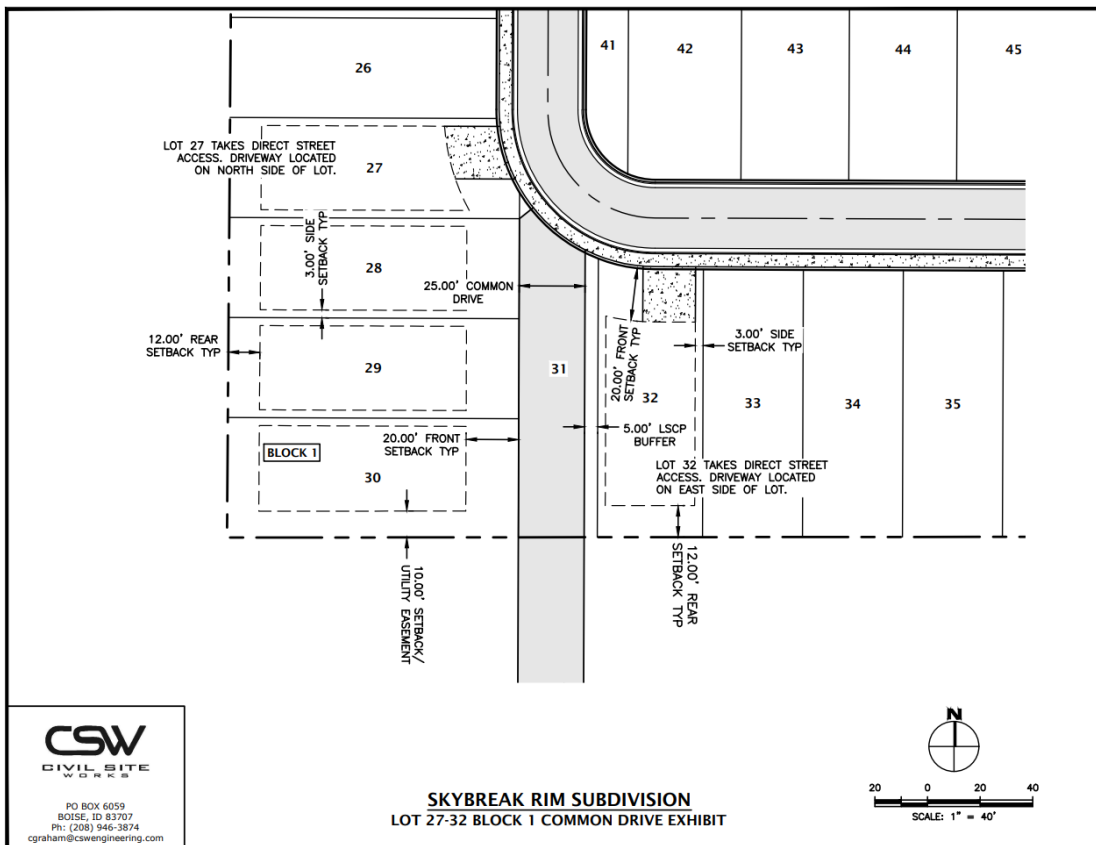 41
42
43
44
45
26
LOT 27 TAKES DIRECT STREET
ACCESS. DRIVEWAY LOCATED
ON NORTH SIDE OF LOT.
27
3.00' SIDE
SETBACK TYP
28
25.00' COMMON
DRIVE
12.00' REAR
SETBACK TYP
29
31
20.00' FRONT
SETBACK TYP
32
3.00' SIDE
SETBACK TYP
33
34
35
20.00' FRONT
SETBACK TYP
5.00' LSCP
BUFFER
BLOCK 1
30
LOT 32 TAKES DIRECT STREET
ACCESS. DRIVEWAY LOCATED
ON EAST SIDE OF LOT.
10.00' SETBACK/
UTILITY EASEMENT
12.00' REAR
SETBACK TYP
CSW
CIVIL SITE
WORKS
PO BOX 6059
BOISE, ID 83707
Ph: (208) 946-3874
cgraham@cswengineering.com
SKYBREAK RIM SUBDIVISION
LOT 27-32 BLOCK 1 COMMON DRIVE EXHIBIT
N
20 0 20 40
SCALE: 1" = 40'